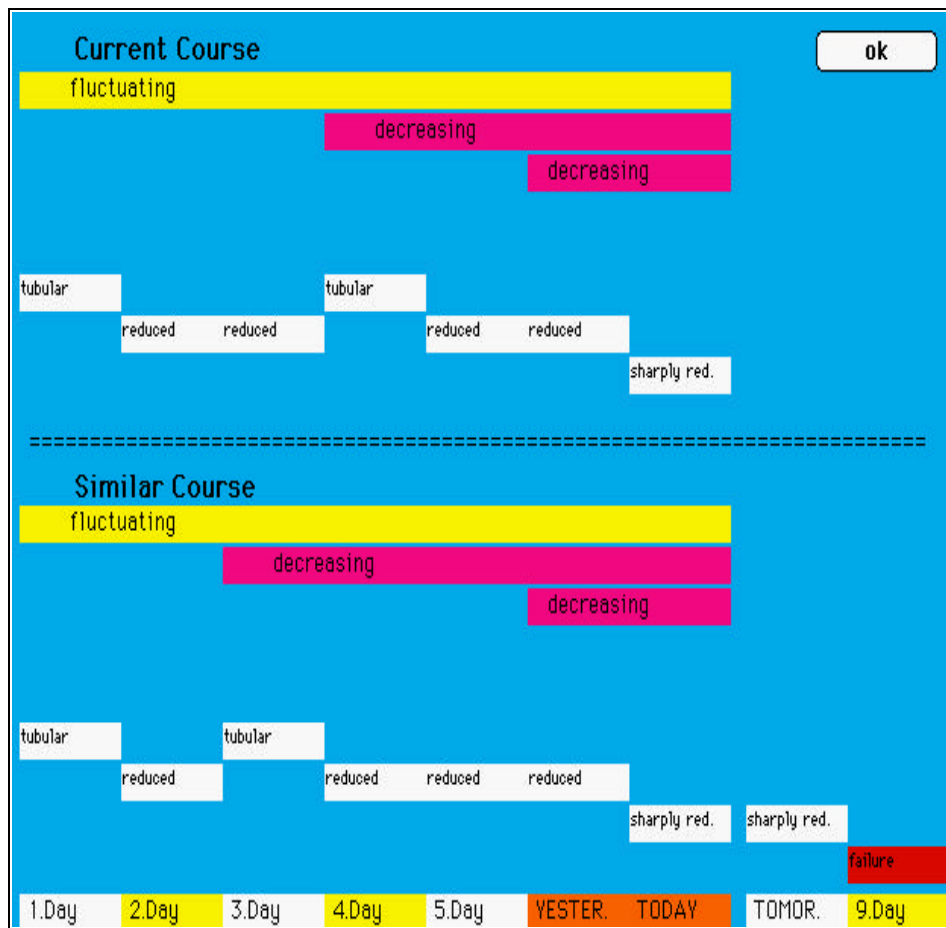 Current Course ok
fluctuating
decreasing
decreasing
tubular tubular
reduced reduced reduced reduced
sharply red.
==========================================================================
Similar Course
fluctuating
decreasing
decreasing
tubular tubular
reduced reduced reduced reduced
sharply red. sharply red.
failure
1.Day 2.Day 3.Day 4.Day 5.Day YESTER. TODAY TOMOR. 9.Day